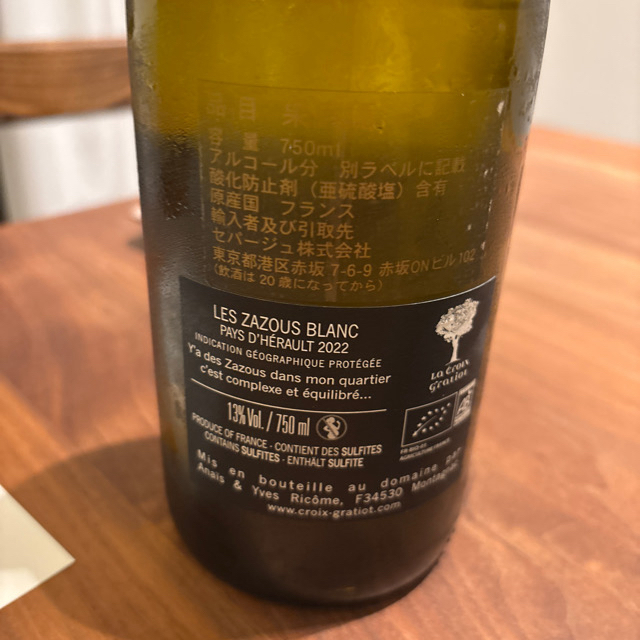 品目
容量 750ml
アルコール分 別ラベルに記載
酸化防止剤（亜硫酸塩）含有
原産国 フランス
輸入者及び引取先
セパージュ株式会社
東京都港区赤坂 7-6-9 赤坂ONビル102
（飲酒は 20 歳になってから）
LES ZAZOUS BLANC
PAYS D'HÉRAULT 2022
INDICATION GÉOGRAPHIQUE PROTÉGÉE
Y'a des Zazous dans mon quartier
c'est complexe et équilibré...
13% Vol. / 750 ml
PRODUCE OF FRANCE - CONTIENT DES SULFITES
CONTAINS SULFITES - ENTHÄLT SULFITE
Mis en bouteille au domaine par
Anaïs & Yves Ricôme, F34530 Montagnac
www.croix-gratiot.com
La Croix
Gratiot